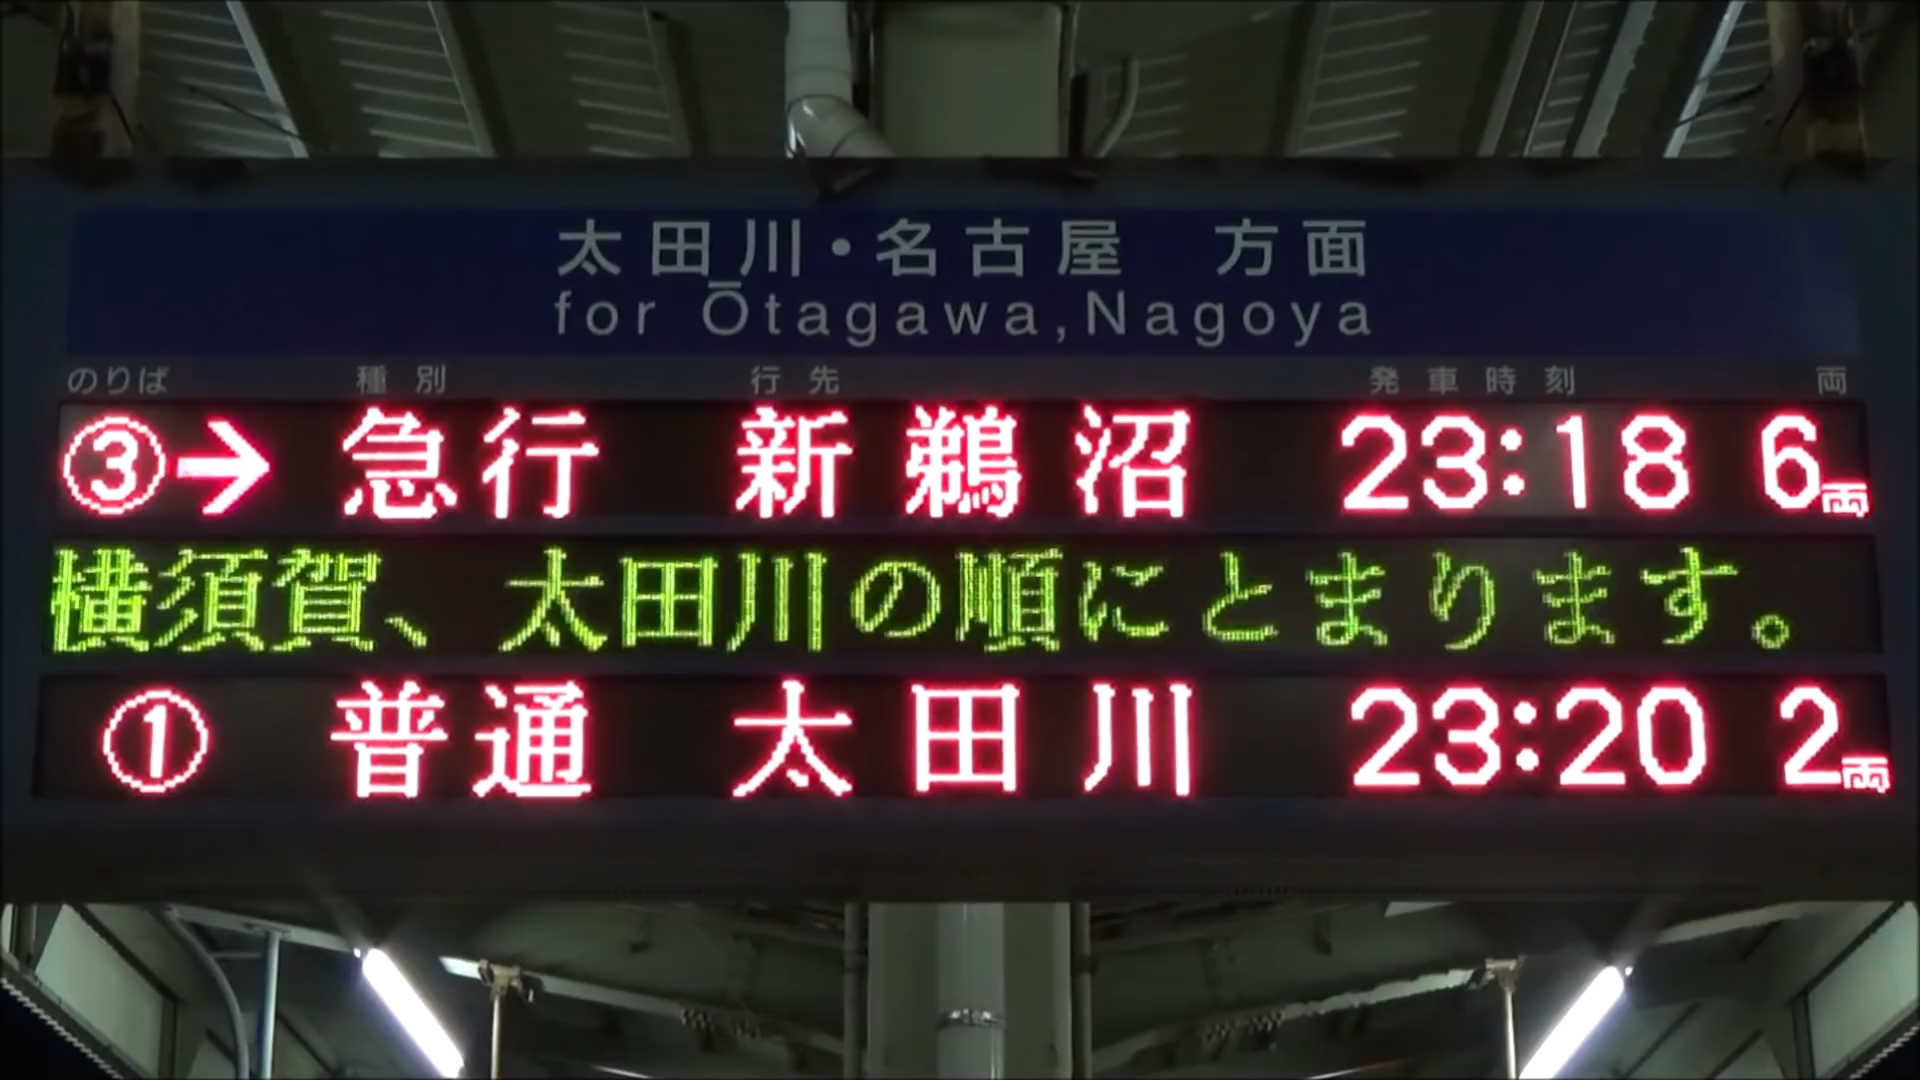 太田川・名古屋 方面
for Ōtagawa,Nagoya
のりば 種別 行先 発車時刻 両
③→ 急行 新鵜沼 23:18 6両
横須賀、太田川の順にとまります。
① 普通 太田川 23:20 2両